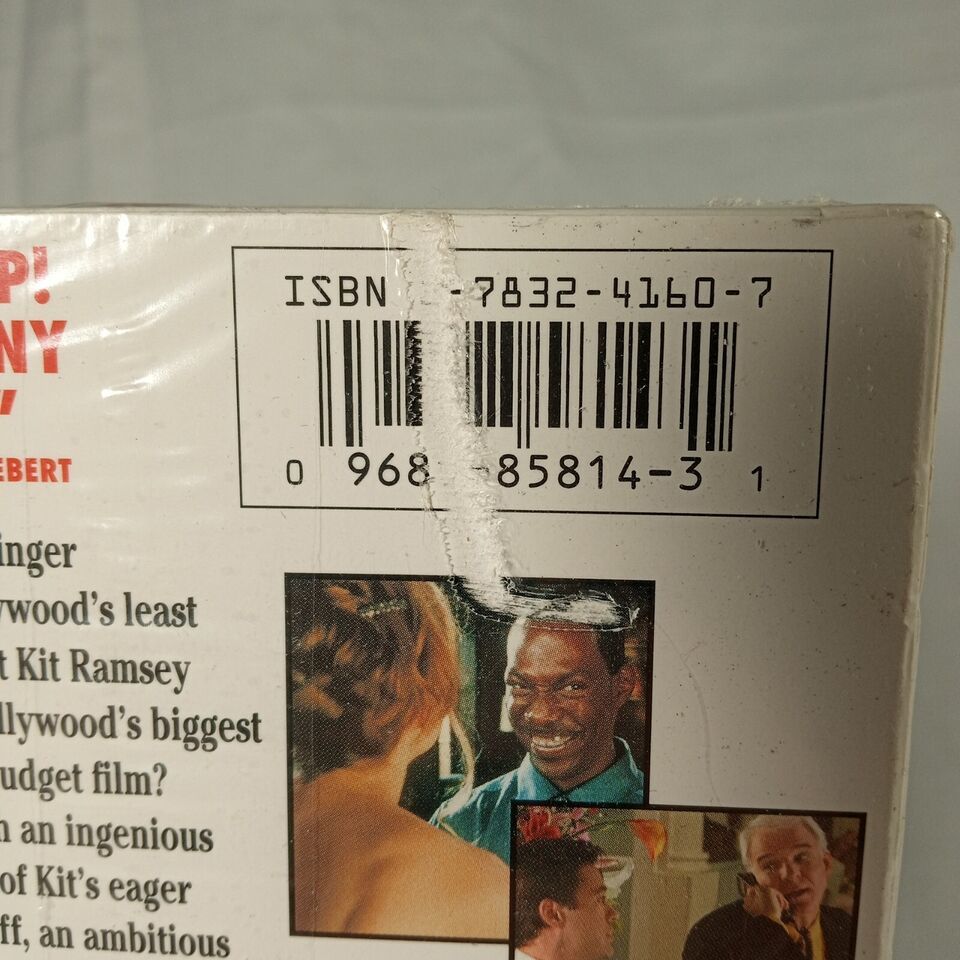 P!
NY
"
EBERT
ISBN -7832-4160-7
0 968 85814-3 1
inger
wood's least
t Kit Ramsey
llywood's biggest
udget film?
n an ingenious
of Kit's eager
ff, an ambitious